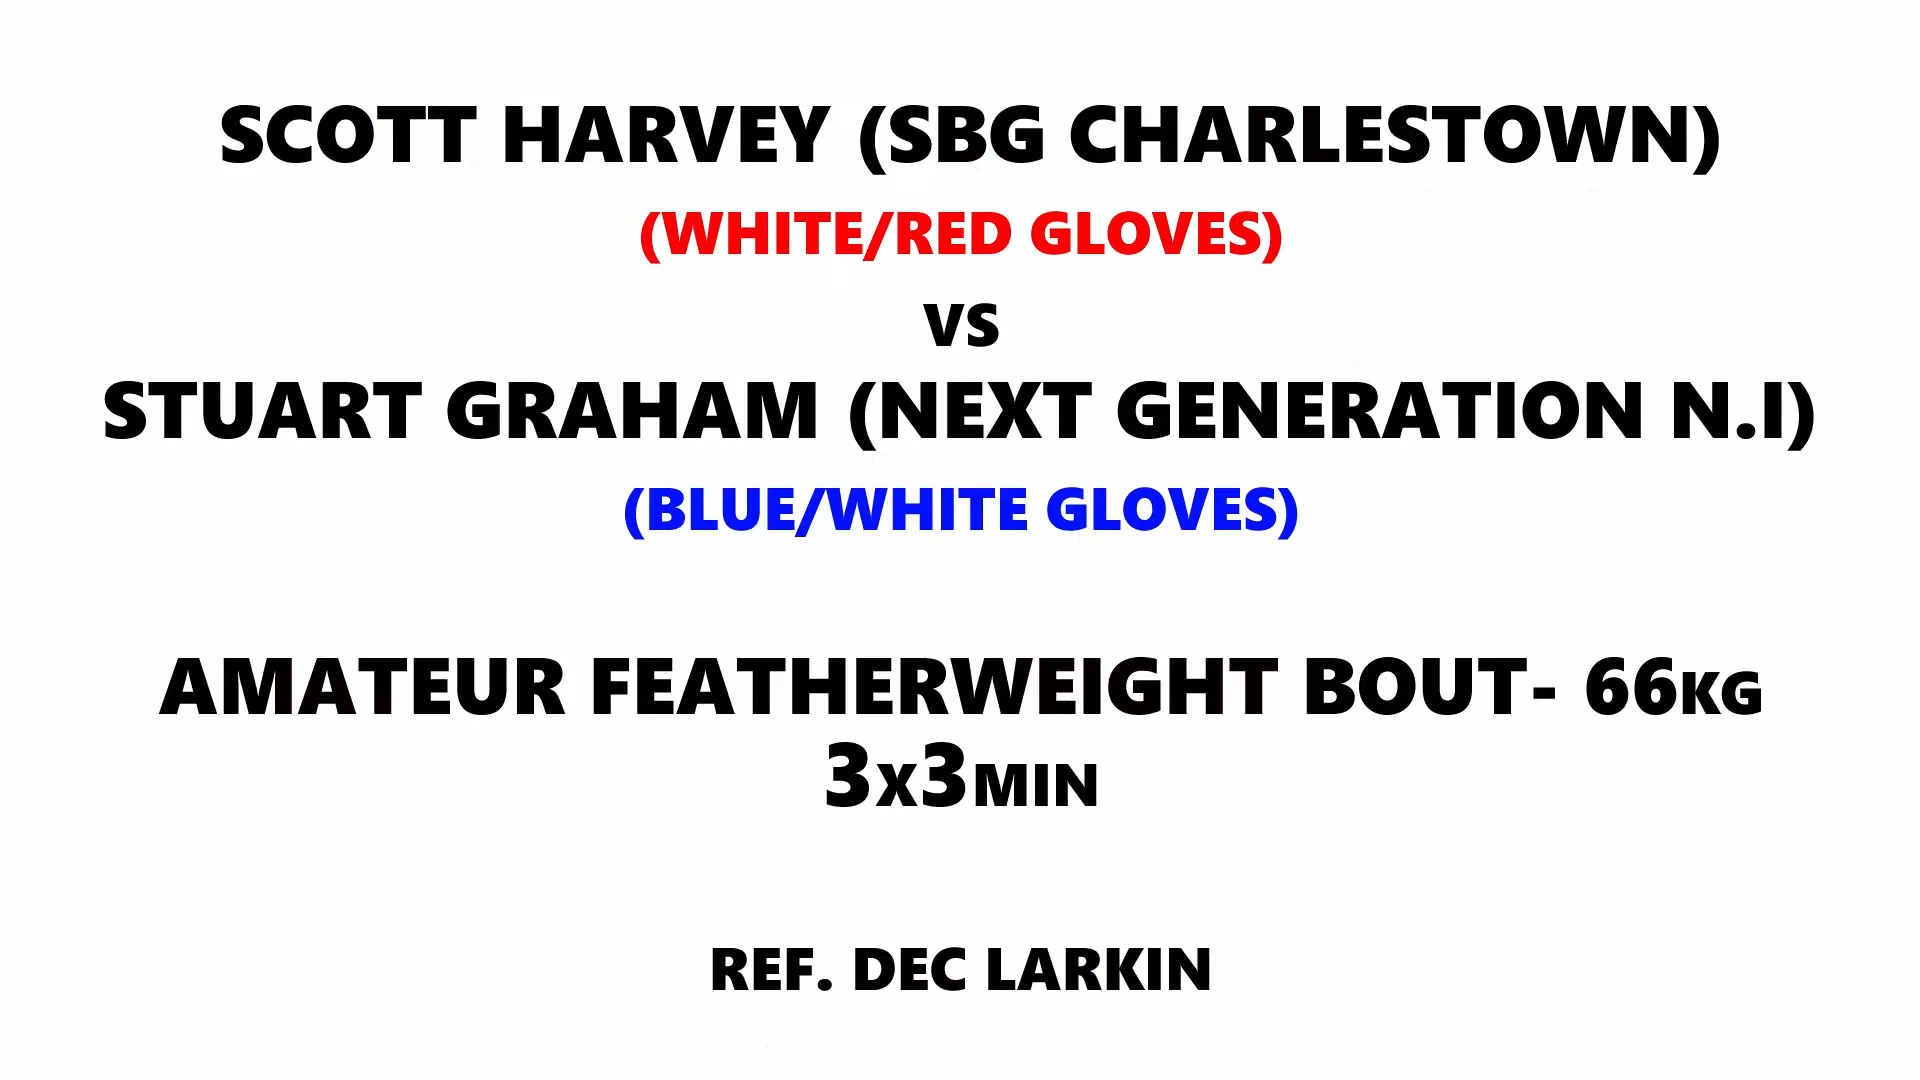 SCOTT HARVEY (SBG CHARLESTOWN)
(WHITE/RED GLOVES)
VS
STUART GRAHAM (NEXT GENERATION N.I)
(BLUE/WHITE GLOVES)
AMATEUR FEATHERWEIGHT BOUT- 66KG
3X3MIN
REF. DEC LARKIN